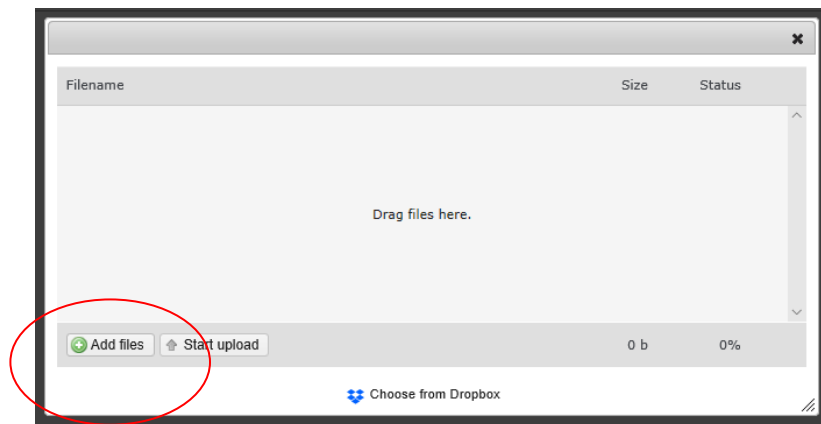 Filename Size Status
Drag files here.
Add files Start upload 0 b 0%
Choose from Dropbox